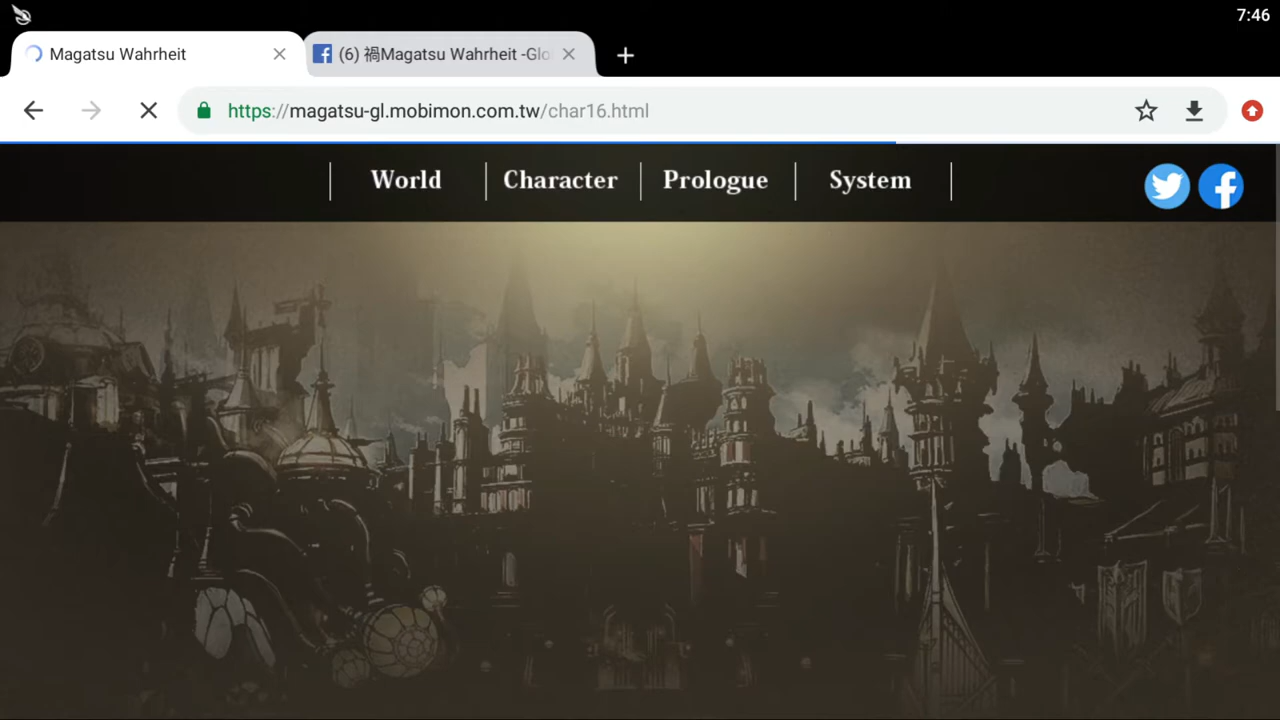 7:46
Magatsu Wahrheit
(6) 禍Magatsu Wahrheit -Glo
https://magatsu-gl.mobimon.com.tw/char16.html
World
Character
Prologue
System